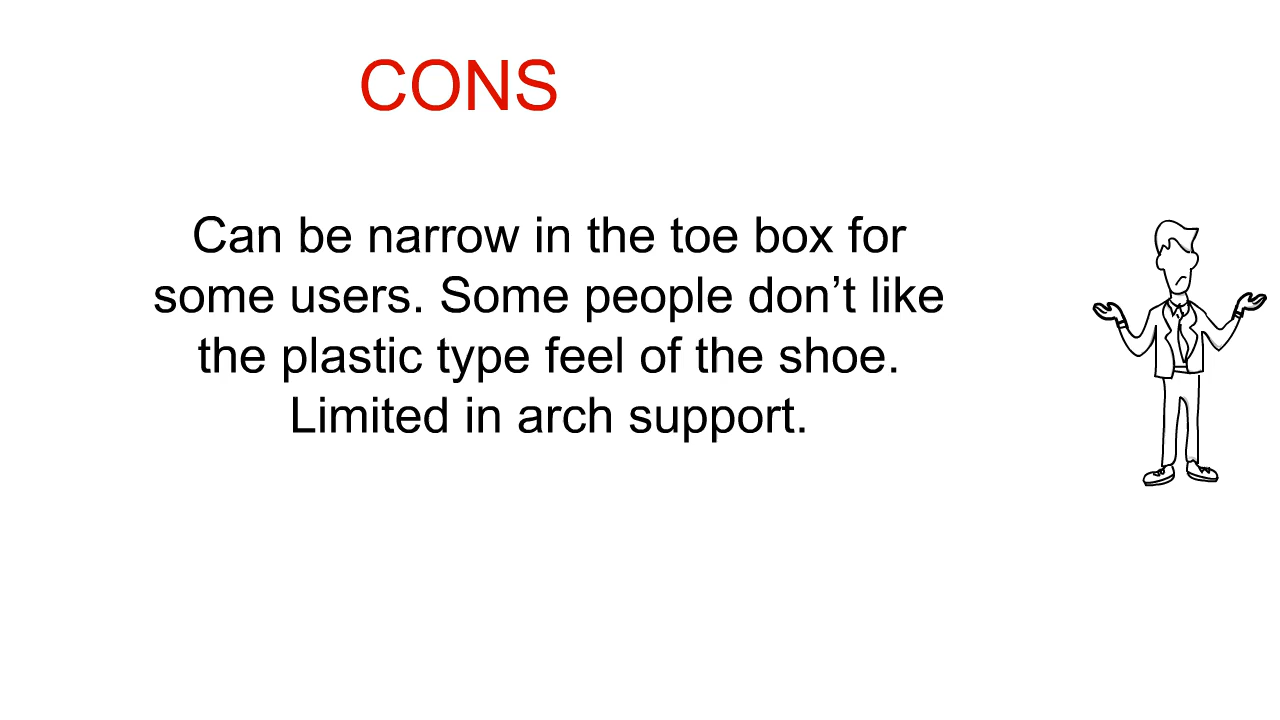 CONS
Can be narrow in the toe box for
some users. Some people don’t like
the plastic type feel of the shoe.
Limited in arch support.